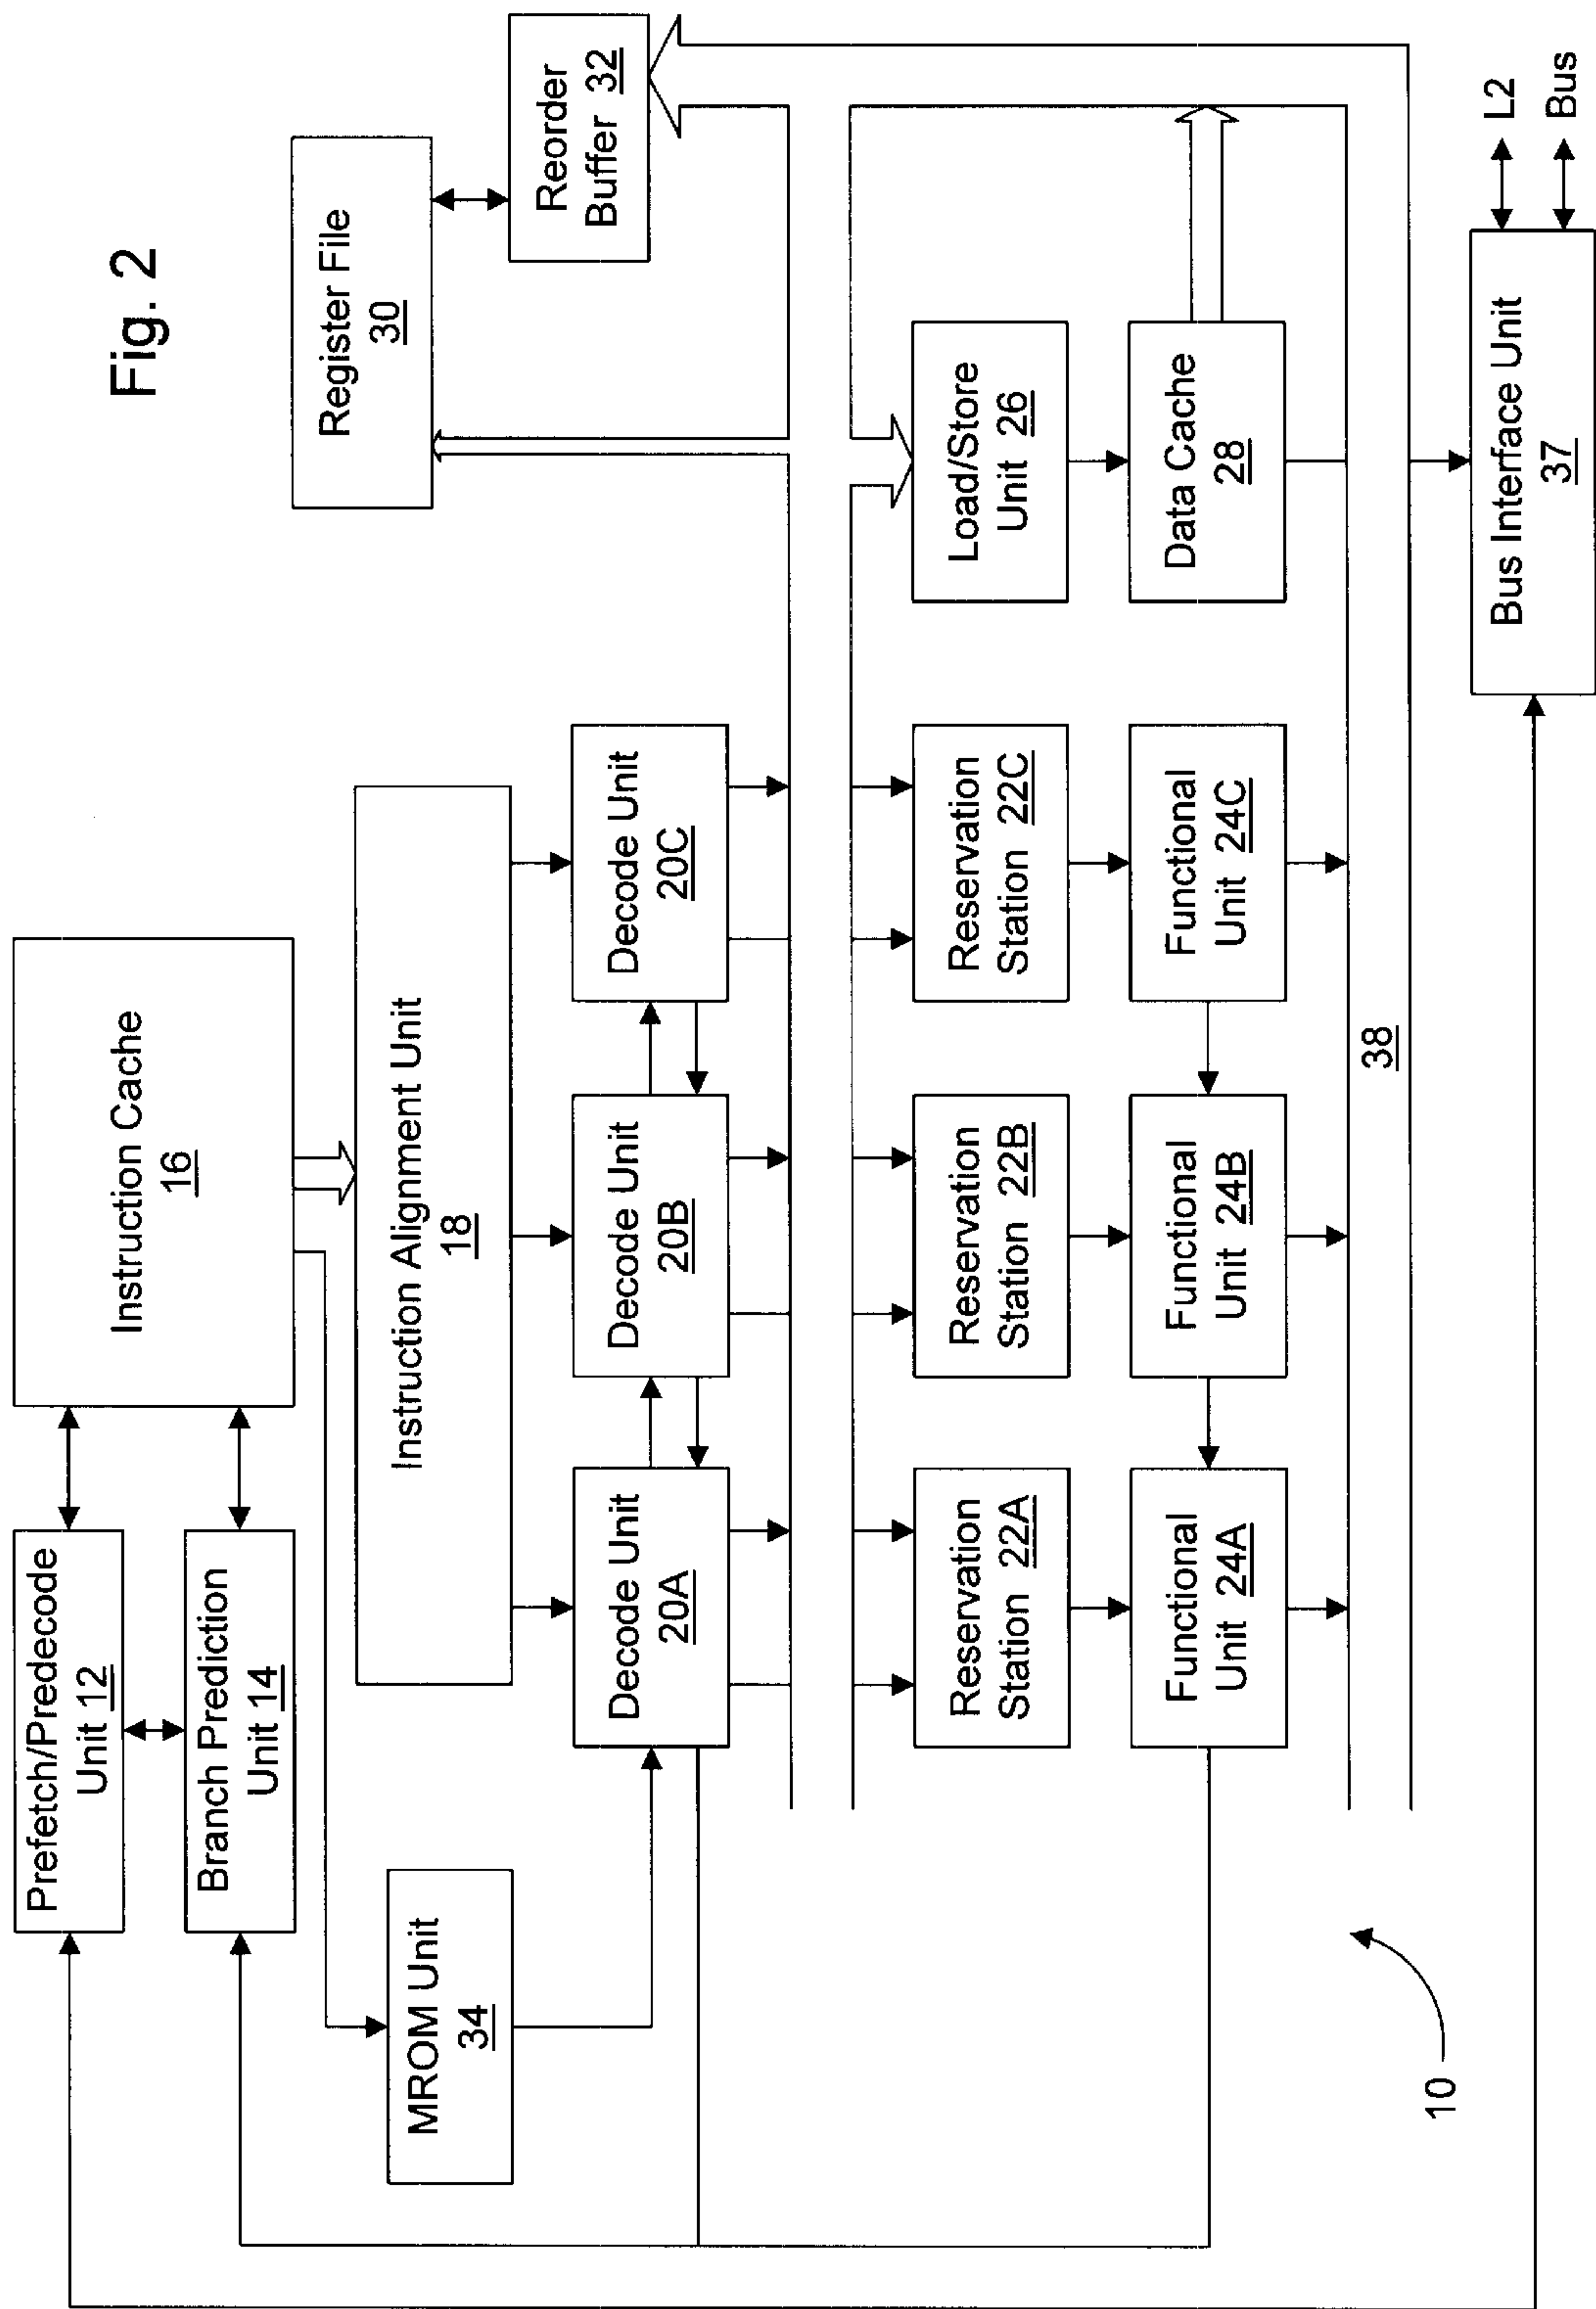 Fig. 2
Prefetch/Predecode
Unit 12
Branch Prediction
Unit 14
Instruction Cache
16
Register File
30
Reorder
Buffer 32
MROM Unit
34
Instruction Alignment Unit
18
Decode Unit
20A
Decode Unit
20B
Decode Unit
20C
Reservation
Station 22A
Reservation
Station 22B
Reservation
Station 22C
Load/Store
Unit 26
Functional
Unit 24A
Functional
Unit 24B
Functional
Unit 24C
Data Cache
28
38
10
Bus Interface Unit
37
L2
Bus